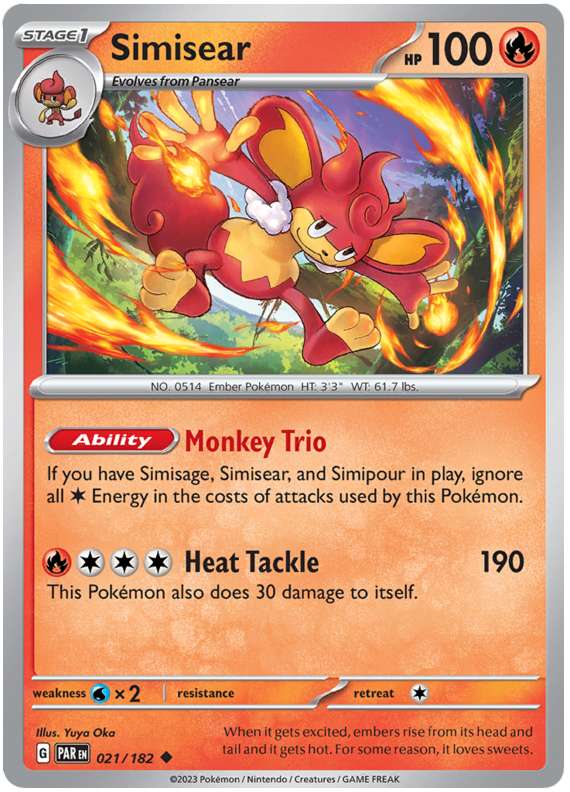 STAGE1
Simisear
HP 100
Evolves from Pansear
NO. 0514 Ember Pokémon HT: 3'3" WT: 61.7 lbs.
Ability Monkey Trio
If you have Simisage, Simisear, and Simipour in play, ignore
all Energy in the costs of attacks used by this Pokémon.
Heat Tackle 190
This Pokémon also does 30 damage to itself.
weakness ×2 resistance retreat
Illus. Yuya Oka
When it gets excited, embers rise from its head and
tail and it gets hot. For some reason, it loves sweets.
G PAR EN 021/182
©2023 Pokémon / Nintendo / Creatures / GAME FREAK